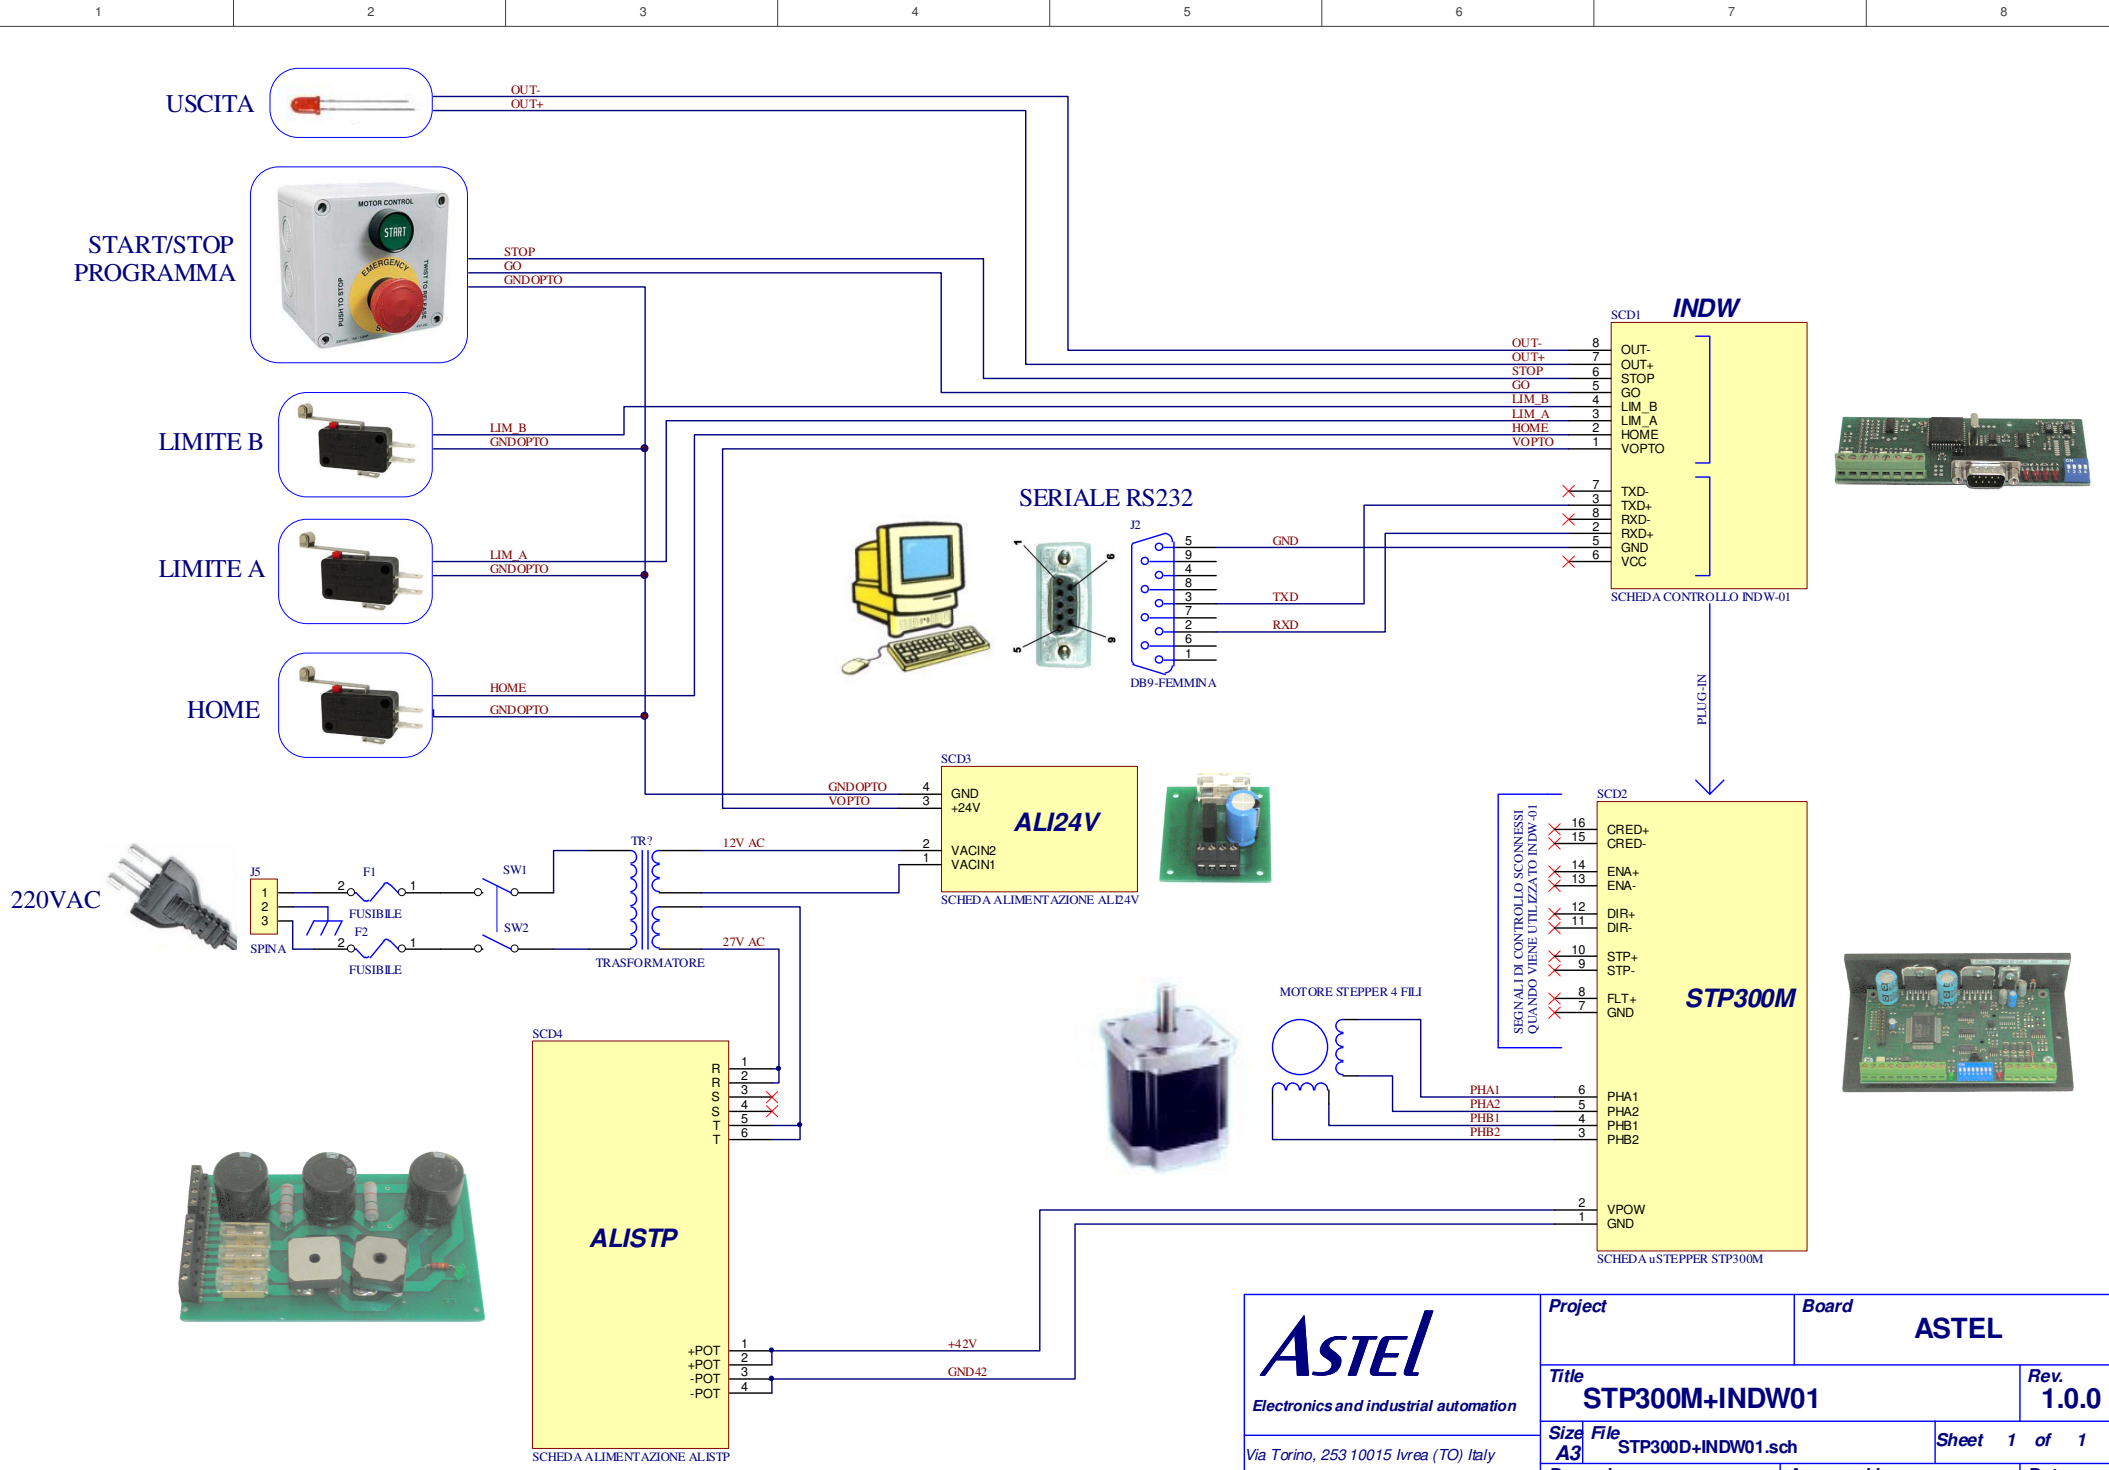 1 2 3 4 5 6 7 8
USCITA
OUT-
OUT+
START/STOP
PROGRAMMA
MOTOR CONTROL
START
EMERGENCY
PUSH TO STOP
TWIST TO RELEASE
STOP
GO
GNDOPTO
LIMITE B
LIM_B
GNDOPTO
LIMITE A
LIM_A
GNDOPTO
HOME
HOME
GNDOPTO
INDW
SCD1
OUT- 8 OUT-
OUT+ 7 OUT+
STOP 6 STOP
GO 5 GO
LIM_B 4 LIM_B
LIM_A 3 LIM_A
HOME 2 HOME
VOPTO 1 VOPTO
7 TXD-
3 TXD+
8 RXD-
2 RXD+
5 GND
6 VCC
SCHEDA CONTROLLO INDW-01
SERIALE RS232
1
6
5
9
J2
5 GND
9
4
8
3 TXD
7
2 RXD
6
1
DB9-FEMMINA
PLUG-IN
SCD3
GNDOPTO 4 GND
VOPTO 3 +24V
ALI24V
12V AC 2 VACIN2
1 VACIN1
SCHEDA ALIMENTAZIONE ALI24V
220VAC
J5
1
2
3
SPINA
F1
2 1
FUSIBILE
F2
2 1
FUSIBILE
SW1
SW2
TR?
27V AC
TRASFORMATORE
SCD4
R 1
R 2
S 3
S 4
T 5
T 6
ALISTP
+POT 1
+POT 2
-POT 3
-POT 4
+42V
GND42
SCHEDA ALIMENTAZIONE ALISTP
MOTORE STEPPER 4 FILI
SCD2
SEGNALI DI CONTROLLO SCONNESSI
QUANDO VIENE UTILIZZATO INDW-01
16 CRED+
15 CRED-
14 ENA+
13 ENA-
12 DIR+
11 DIR-
10 STP+
9 STP-
8 FLT+
7 GND
STP300M
PHA1 6 PHA1
PHA2 5 PHA2
PHB1 4 PHB1
PHB2 3 PHB2
2 VPOW
1 GND
SCHEDA uSTEPPER STP300M
ASTEL
Electronics and industrial automation
Via Torino, 253 10015 Ivrea (TO) Italy
Project
Board
ASTEL
Title
STP300M+INDW01
Rev.
1.0.0
Size
A3
File
STP300D+INDW01.sch
Sheet 1 of 1